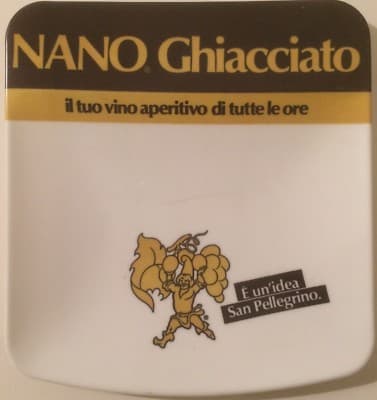 NANO® Ghiacciato
il tuo vino aperitivo di tutte le ore
È un'idea
San Pellegrino.